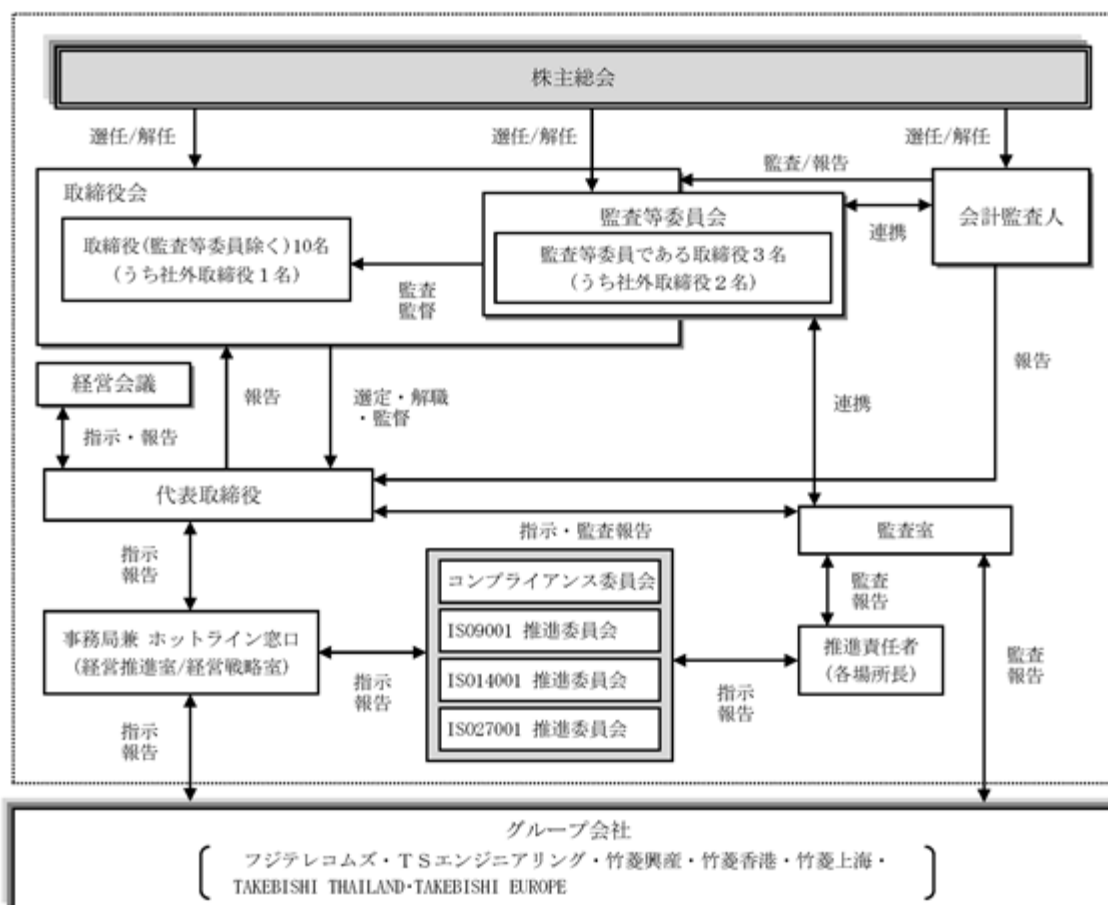 株主総会
選任/解任
選任/解任
選任/解任
監査/報告
取締役会
監査等委員会
会計監査人
連携
取締役(監査等委員除く)10名
(うち社外取締役1名)
監査等委員である取締役3名
(うち社外取締役2名)
監査
監督
経営会議
報告
選定・解職
・監督
連携
報告
指示・報告
代表取締役
指示・監査報告
監査室
指示
報告
コンプライアンス委員会
監査
報告
事務局兼 ホットライン窓口
(経営推進室/経営戦略室)
ISO9001 推進委員会
推進責任者
(各場所長)
監査
報告
指示
報告
ISO14001 推進委員会
指示
報告
指示
報告
ISO27001 推進委員会
グループ会社
フジテレコムズ・TSエンジニアリング・竹菱興産・竹菱香港・竹菱上海・
TAKEBISHI THAILAND・TAKEBISHI EUROPE